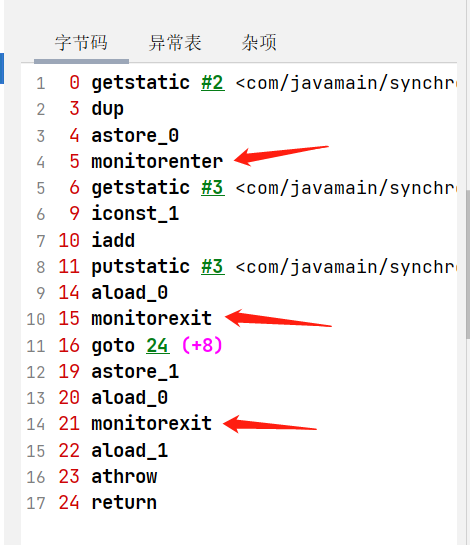 字节码 异常表 杂项
1 0 getstatic #2 <com/javamain/synchr
2 3 dup
3 4 astore_0
4 5 monitorenter
5 6 getstatic #3 <com/javamain/synchr
6 9 iconst_1
7 10 iadd
8 11 putstatic #3 <com/javamain/synchr
9 14 aload_0
10 15 monitorexit
11 16 goto 24 (+8)
12 19 astore_1
13 20 aload_0
14 21 monitorexit
15 22 aload_1
16 23 athrow
17 24 return